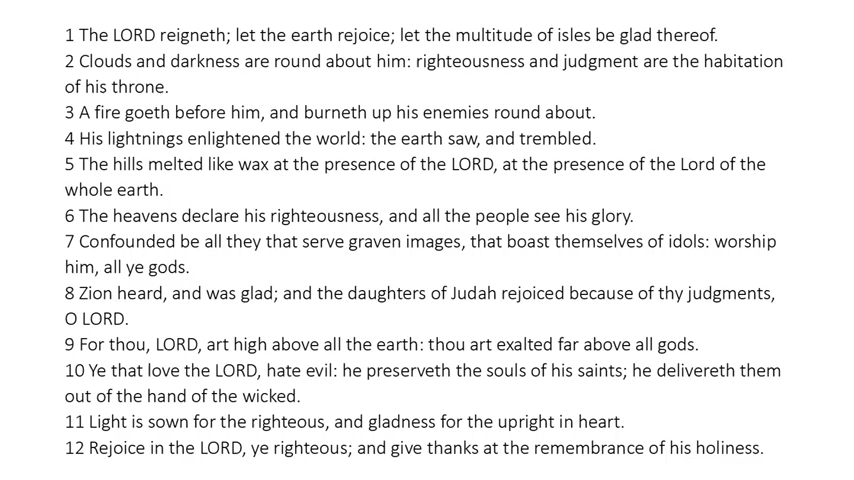 1 The LORD reigneth; let the earth rejoice; let the multitude of isles be glad thereof.
2 Clouds and darkness are round about him: righteousness and judgment are the habitation
of his throne.
3 A fire goeth before him, and burneth up his enemies round about.
4 His lightnings enlightened the world: the earth saw, and trembled.
5 The hills melted like wax at the presence of the LORD, at the presence of the Lord of the
whole earth.
6 The heavens declare his righteousness, and all the people see his glory.
7 Confounded be all they that serve graven images, that boast themselves of idols: worship
him, all ye gods.
8 Zion heard, and was glad; and the daughters of Judah rejoiced because of thy judgments,
O LORD.
9 For thou, LORD, art high above all the earth: thou art exalted far above all gods.
10 Ye that love the LORD, hate evil: he preserveth the souls of his saints; he delivereth them
out of the hand of the wicked.
11 Light is sown for the righteous, and gladness for the upright in heart.
12 Rejoice in the LORD, ye righteous; and give thanks at the remembrance of his holiness.